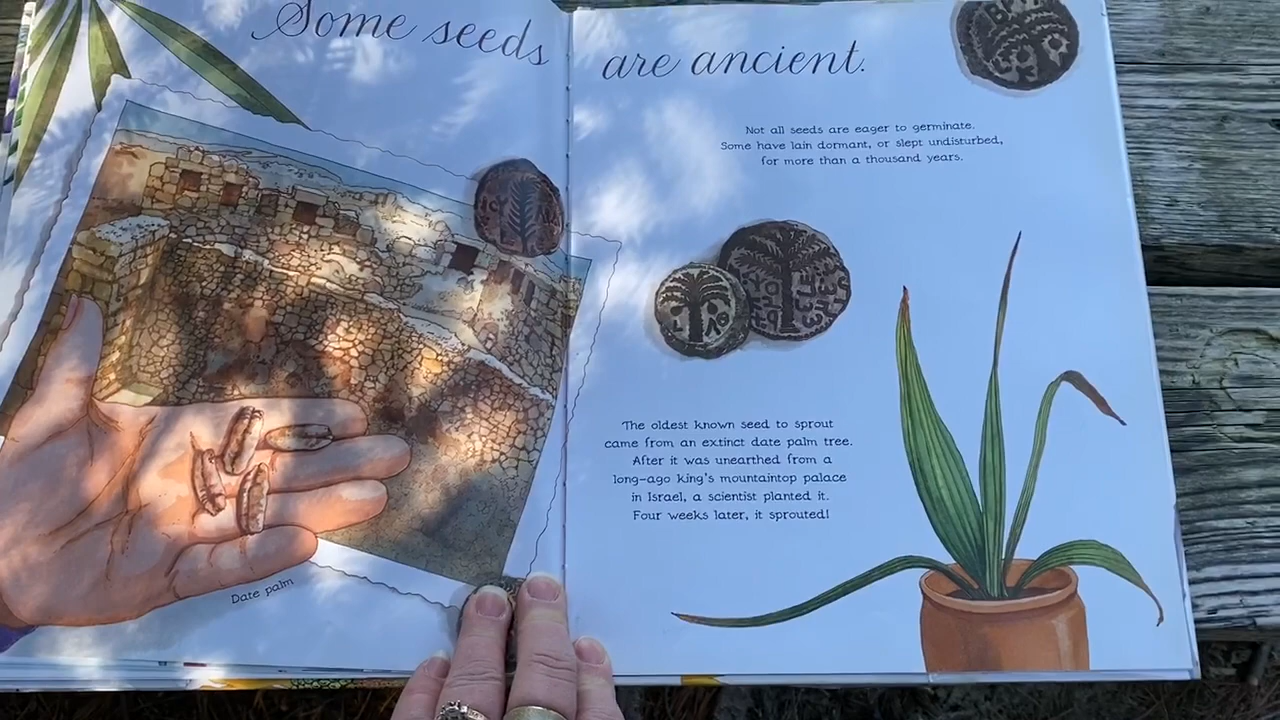 Some seeds are ancient.
Not all seeds are eager to germinate.
Some have lain dormant, or slept undisturbed,
for more than a thousand years.
The oldest known seed to sprout
came from an extinct date palm tree.
After it was unearthed from a
long-ago king's mountaintop palace
in Israel, a scientist planted it.
Four weeks later, it sprouted!
Date palm